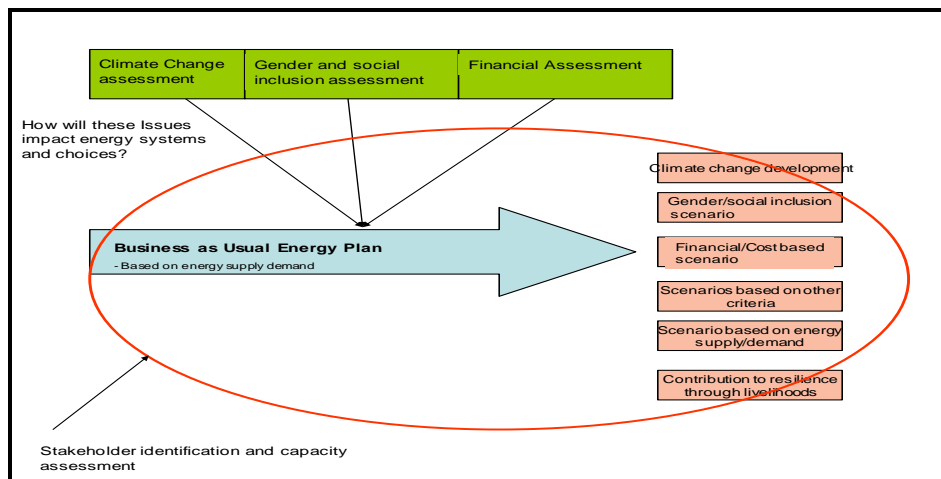 Climate Change
assessment
Gender and social
inclusion assessment
Financial Assessment
How will these Issues
impact energy systems
and choices?
Climate change development
Gender/social inclusion
scenario
Business as Usual Energy Plan
- Based on energy supply demand
Financial/Cost based
scenario
Scenarios based on other
criteria
Scenario based on energy
supply/demand
Contribution to resilience
through livelinoods
Stakeholder identification and capacity
assessment